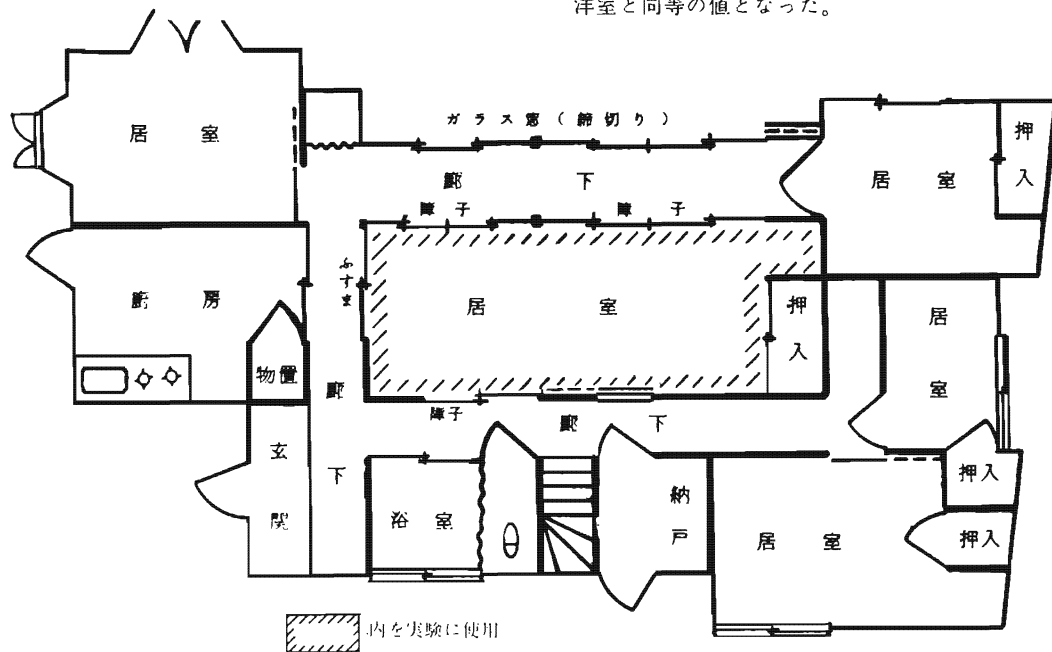 洋室と同等の値となった。
ガラス窓（締切り）
居室
押入
廊下
居室
障子
障子
ふすま
厨房
居室
押入
居室
物置
廊下
障子
廊下
玄関
浴室
納戸
居室
押入
押入
内を実験に使用